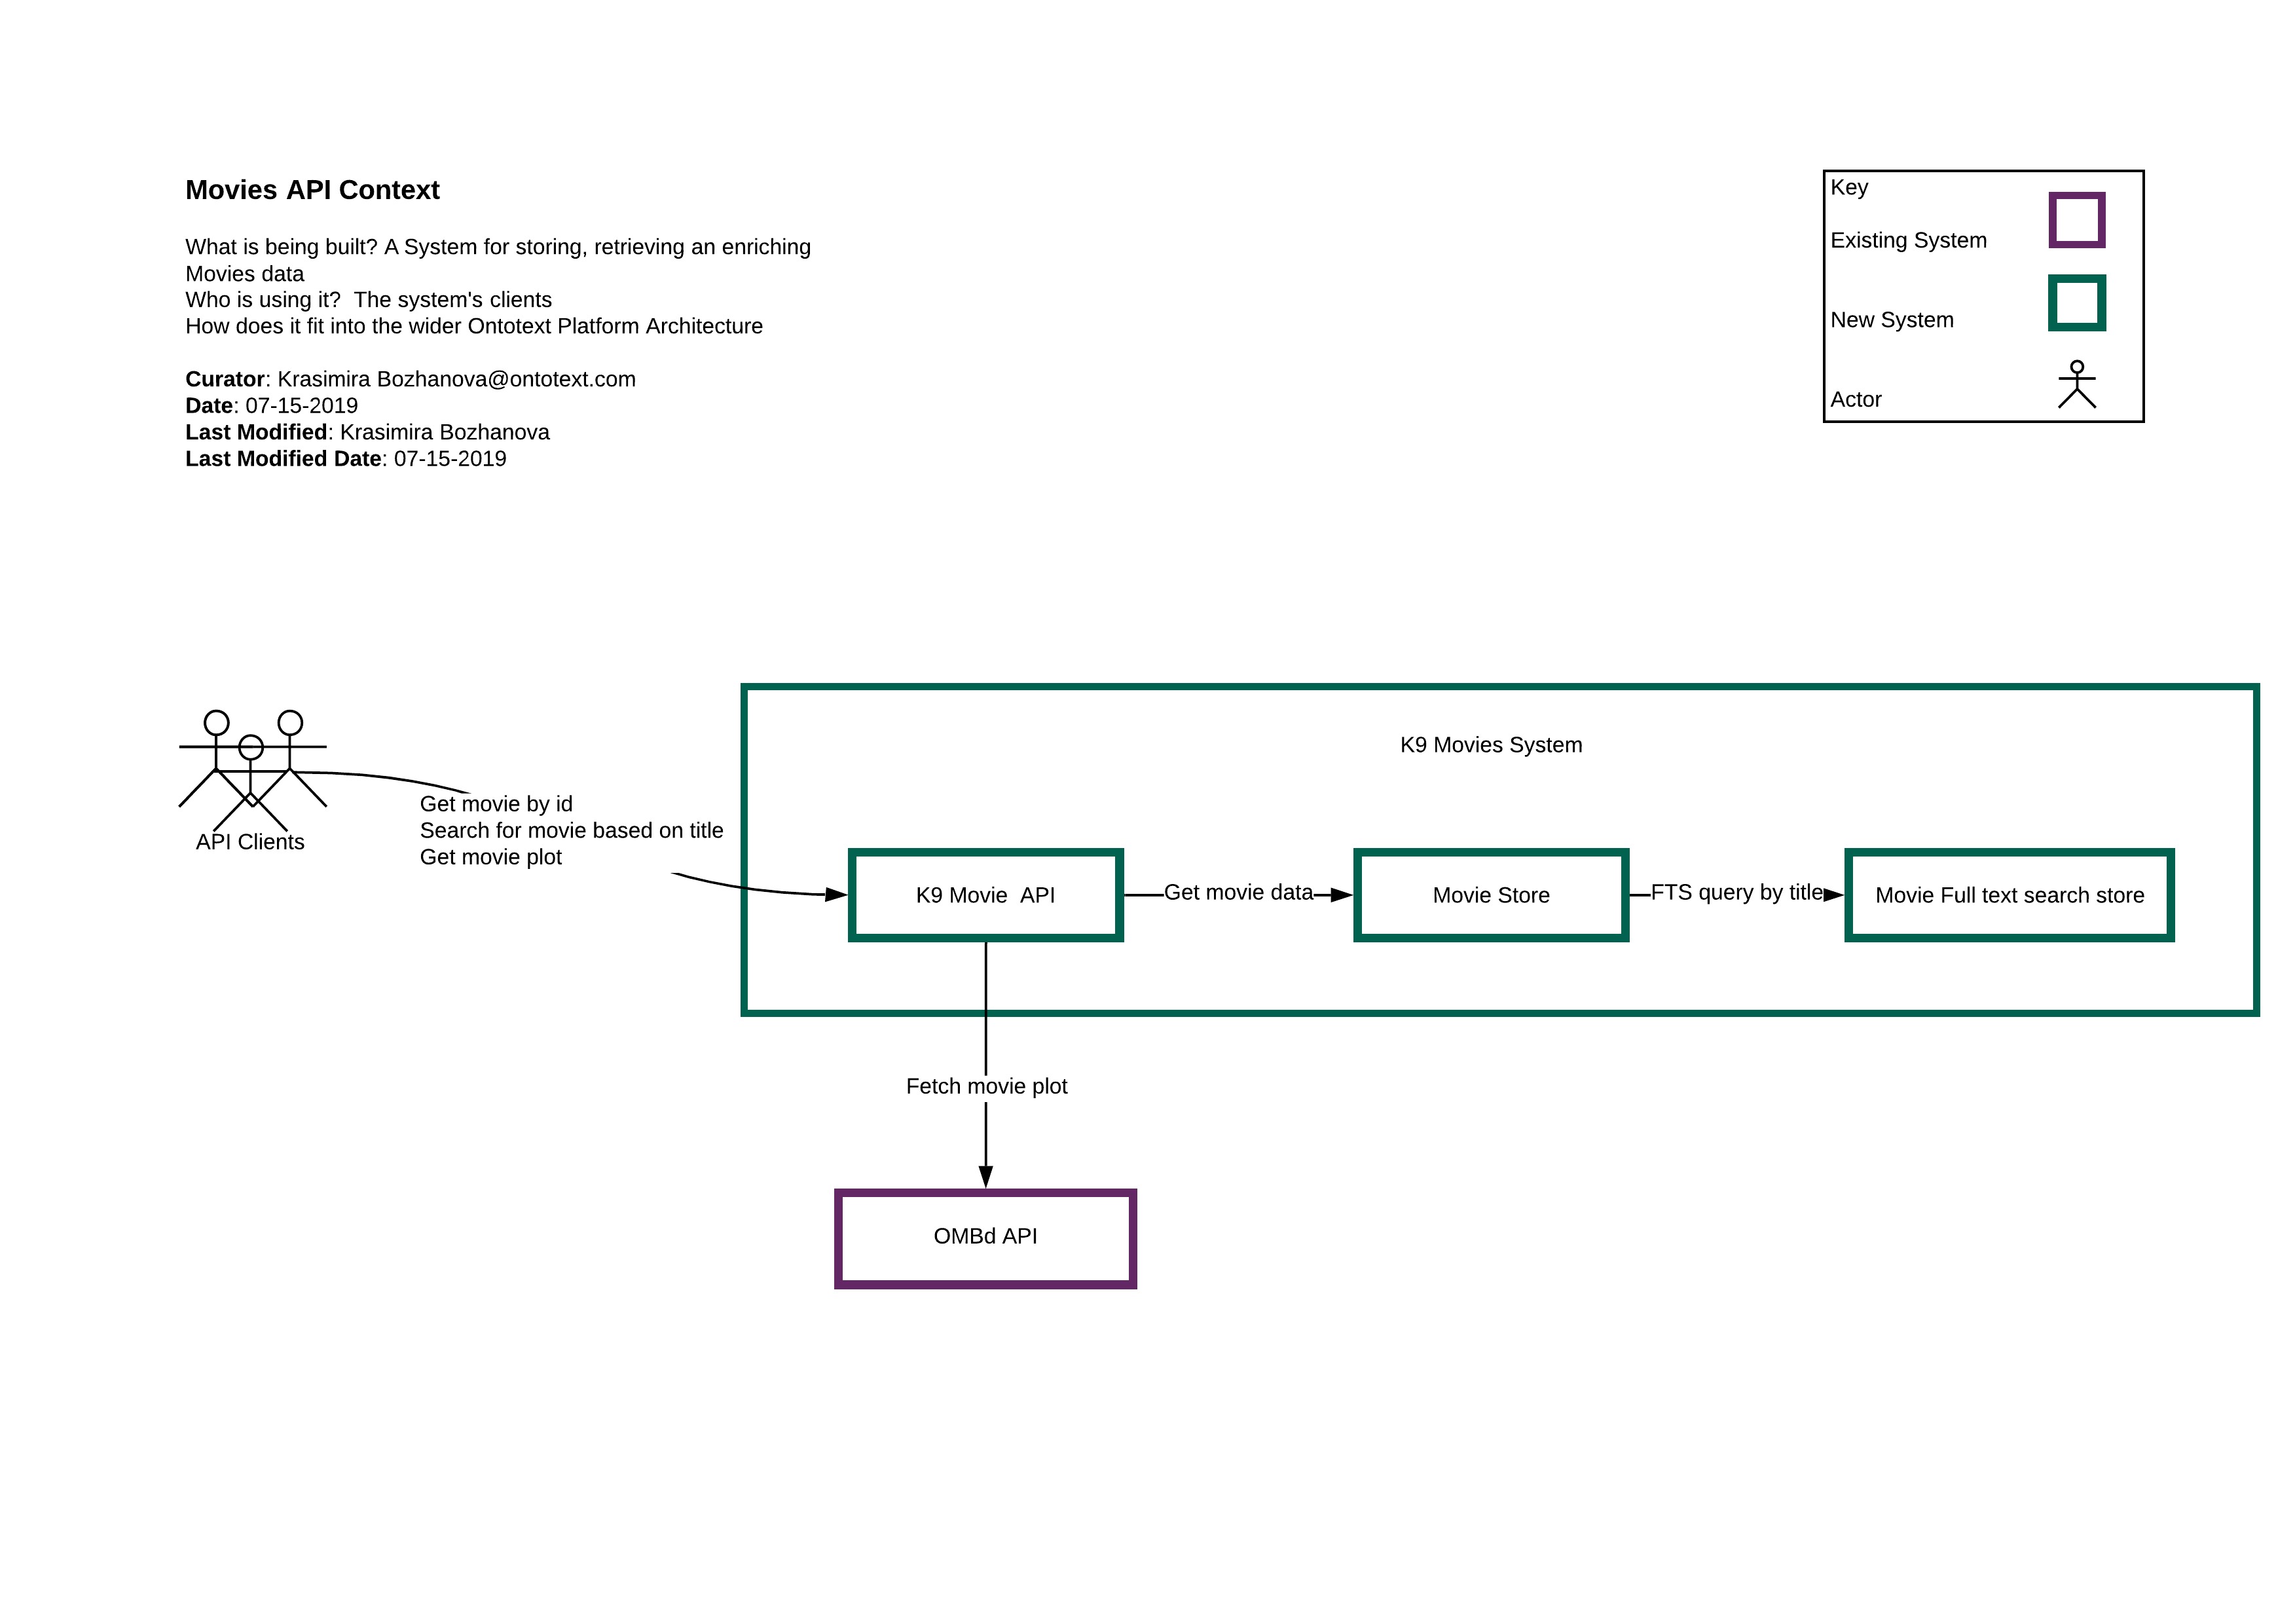 Movies API Context
What is being built? A System for storing, retrieving an enriching
Movies data
Who is using it?  The system's clients
How does it fit into the wider Ontotext Platform Architecture
Curator: Krasimira Bozhanova@ontotext.com
Date: 07-15-2019
Last Modified: Krasimira Bozhanova
Last Modified Date: 07-15-2019
Key
Existing System
New System
Actor
K9 Movies System
API Clients
Get movie by id
Search for movie based on title
Get movie plot
K9 Movie  API
Get movie data
Movie Store
FTS query by title
Movie Full text search store
Fetch movie plot
OMBd API